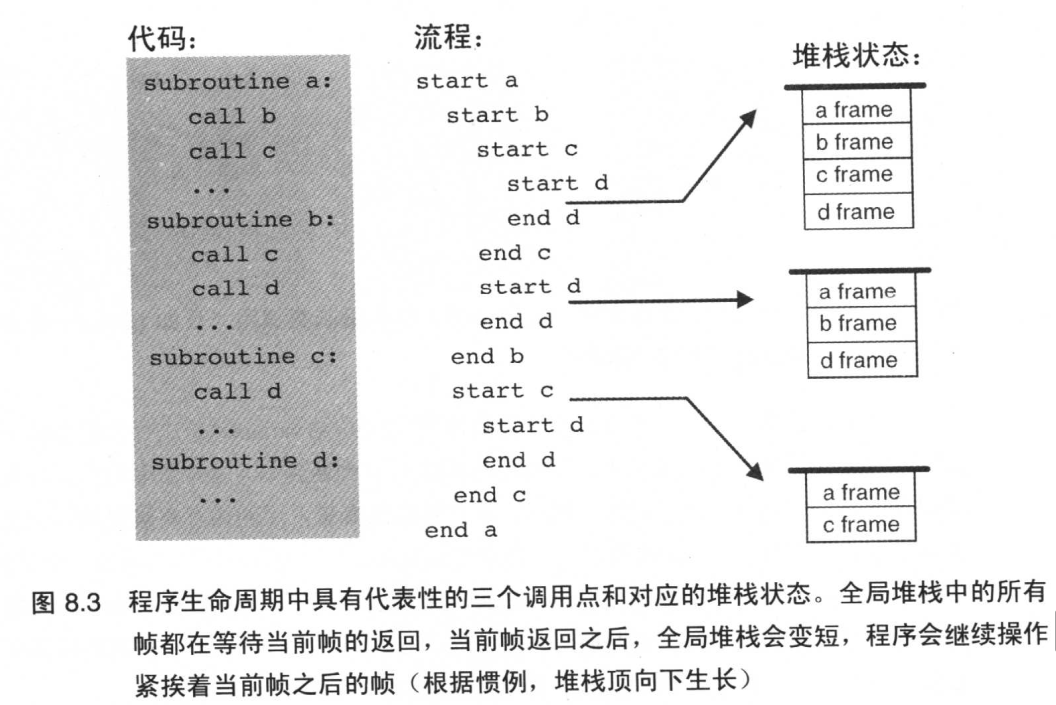 代码：
subroutine a:
call b
call c
...
subroutine b:
call c
call d
...
subroutine c:
call d
...
subroutine d:
...
流程：
start a
start b
start c
start d
end d
end c
start d
end d
end b
start c
start d
end d
end c
end a
堆栈状态：
a frame
b frame
c frame
d frame
a frame
b frame
d frame
a frame
c frame
图 8.3 程序生命周期中具有代表性的三个调用点和对应的堆栈状态。全局堆栈中的所有
帧都在等待当前帧的返回，当前帧返回之后，全局堆栈会变短，程序会继续操作
紧挨着当前帧之后的帧（根据惯例，堆栈顶向下生长）